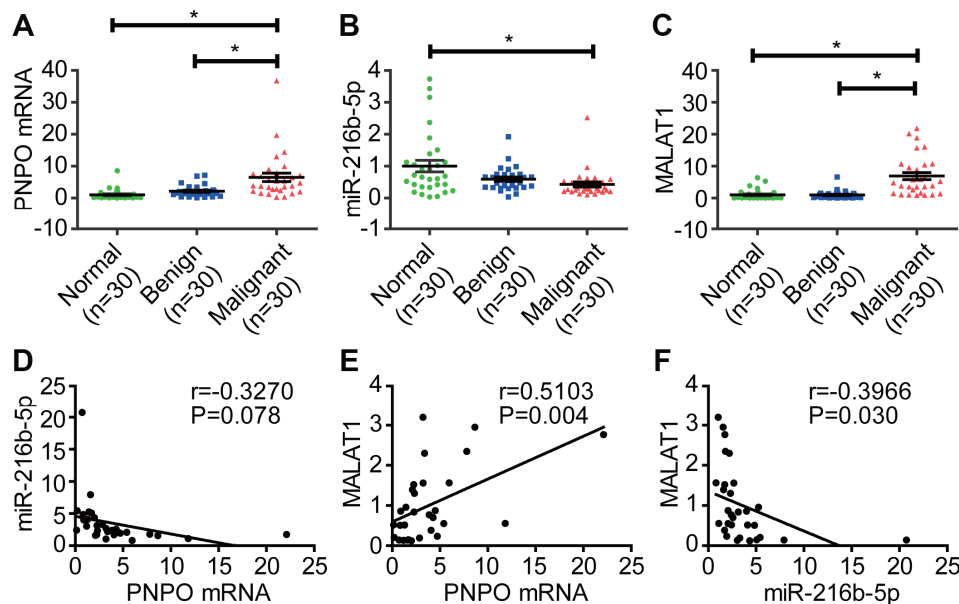 A
*
*
PNPO mRNA
40
30
20
10
0
-10
Normal
(n=30)
Benign
(n=30)
Malignant
(n=30)
B
*
miR-216b-5p
4
3
2
1
0
-1
Normal
(n=30)
Benign
(n=30)
Malignant
(n=30)
C
*
*
MALAT1
40
30
20
10
0
10
Normal
(n=30)
Benign
(n=30)
Malignant
(n=30)
D
r=-0.3270
P=0.078
miR-216b-5p
25
20
15
10
5
0
0 5 10 15 20 25
PNPO mRNA
E
r=0.5103
P=0.004
MALAT1
4
3
2
1
0
0 5 10 15 20 25
PNPO mRNA
F
r=-0.3966
P=0.030
MALAT1
4
3
2
1
0
0 5 10 15 20 25
miR-216b-5p